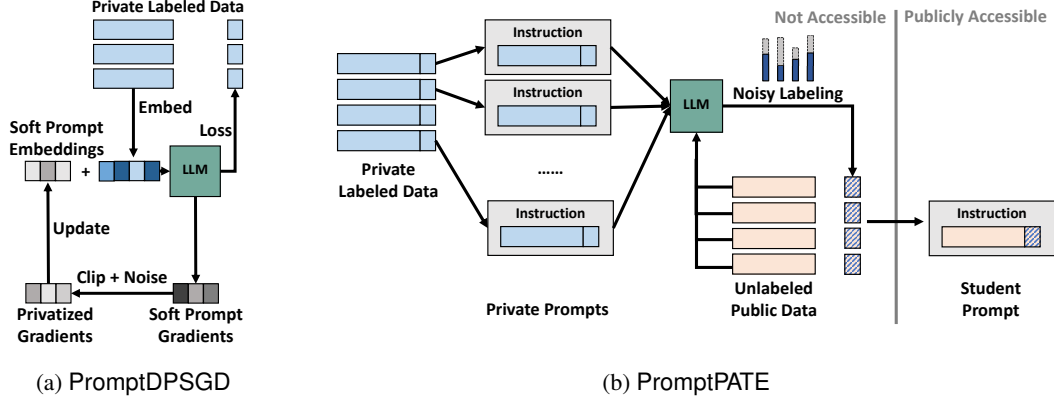 Private Labeled Data
Embed
Loss
Soft Prompt
Embeddings
+
LLM
Update
Clip + Noise
Privatized
Gradients
Soft Prompt
Gradients
(a) PromptDPSGD
Not Accessible
Publicly Accessible
Instruction
Instruction
......
Instruction
Private
Labeled Data
Private Prompts
LLM
Noisy Labeling
Unlabeled
Public Data
Instruction
Student
Prompt
(b) PromptPATE